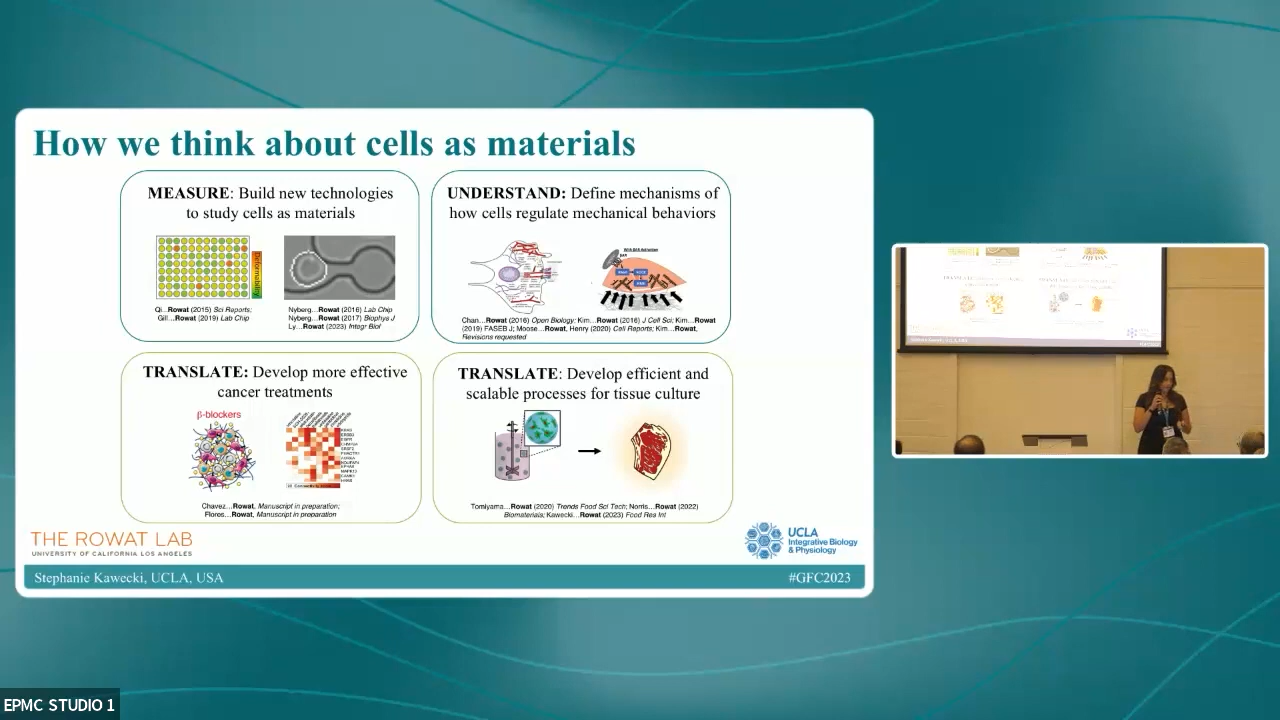 How we think about cells as materials
MEASURE: Build new technologies
to study cells as materials
Deformability
Qi...Rowat (2015) Sci Reports;
Gill...Rowat (2019) Lab Chip
Nyberg...Rowat (2016) Lab Chip
Nyberg...Rowat (2017) Biophys J
Ly...Rowat (2023) Integr Biol
UNDERSTAND: Define mechanisms of
how cells regulate mechanical behaviors
With βAR Activation
Chan...Rowat (2016) Open Biology; Kim...Rowat (2016) J Cell Sci; Kim...Rowat
(2019) FASEB J; Moose...Rowat, Henry (2020) Cell Reports; Kim...Rowat,
Revisions requested
TRANSLATE: Develop more effective
cancer treatments
β-blockers
Chavez...Rowat, Manuscript in preparation;
Flores...Rowat, Manuscript in preparation
TRANSLATE: Develop efficient and
scalable processes for tissue culture
Tomiyama...Rowat (2020) Trends Food Sci Tech; Norris...Rowat (2022)
Biomaterials; Kawecki...Rowat (2023) Food Res Int
THE ROWAT LAB
UNIVERSITY OF CALIFORNIA LOS ANGELES
UCLA
Integrative Biology
& Physiology
Stephanie Kawecki, UCLA, USA
#GFC2023
EPMC STUDIO 1